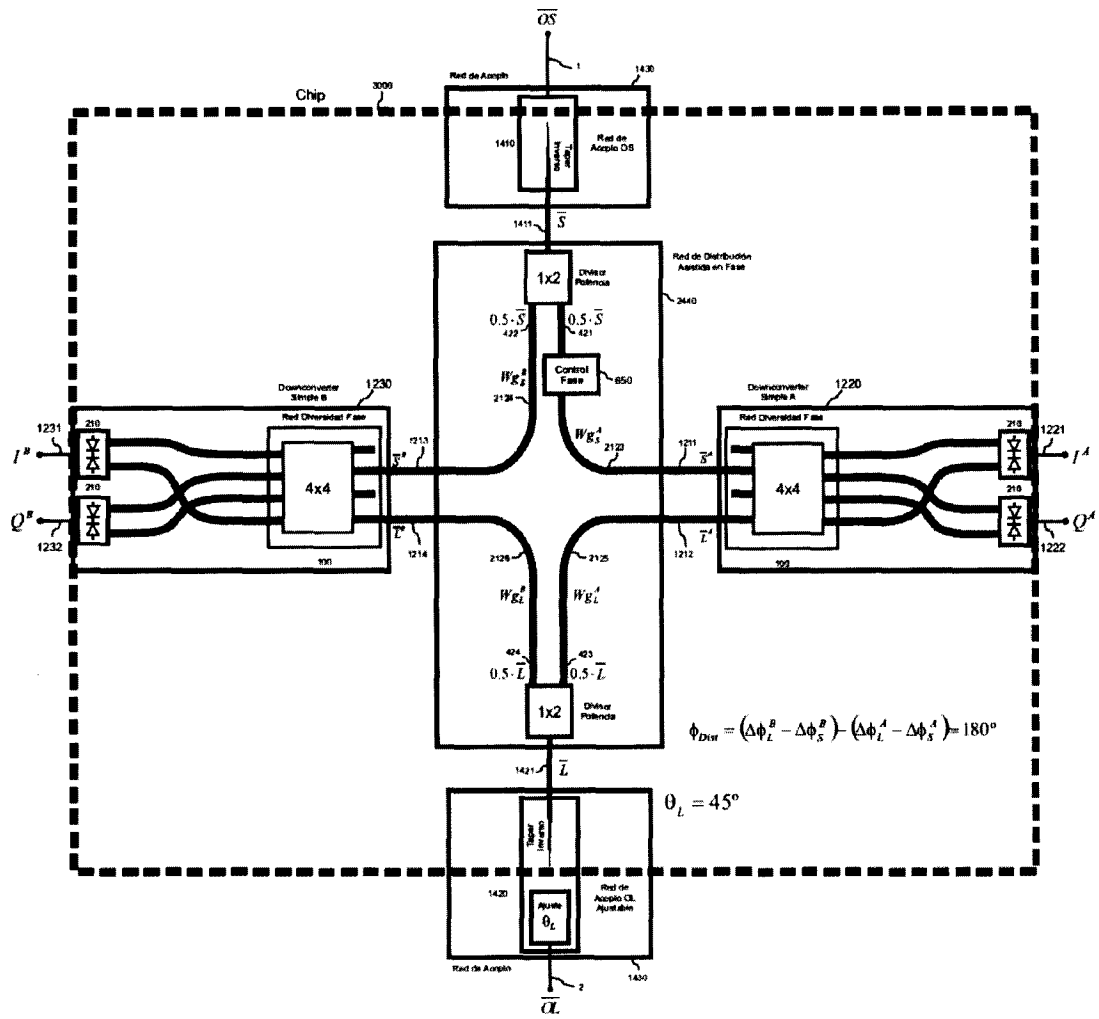 OS
1
Red de Acoplo
1430
Chip
3000
1410
Taper Inverso
Red de
Acoplo OS
1411
S
Red de Distribución
Asistida en Fase
2440
1x2
Divisor
Potencia
0.5·S
0.5·S
422
421
Control
Fase
650
Wg_S^B
2124
Wg_S^A
2123
Downconverter
Simple B
1230
Red Diversidad Fase
1231
210
I^B
4x4
1213
S^B
210
Q^B
1232
L^B
1214
100
Downconverter
Simple A
1220
Red Diversidad Fase
1211
S^A
4x4
210
1221
I^A
210
Q^A
1222
L^A
1212
100
2126
2125
Wg_L^B
Wg_L^A
424
423
0.5·L
0.5·L
1x2
Divisor
Potencia
ϕ_Dist = (Δϕ_L^B − Δϕ_S^B) − (Δϕ_L^A − Δϕ_S^A) = 180º
1421
L
θ_L = 45º
Taper
Inverso
1420
Red de
Acoplo OL
Ajustable
Ajuste
θ_L
Red de Acoplo
1430
2
OL